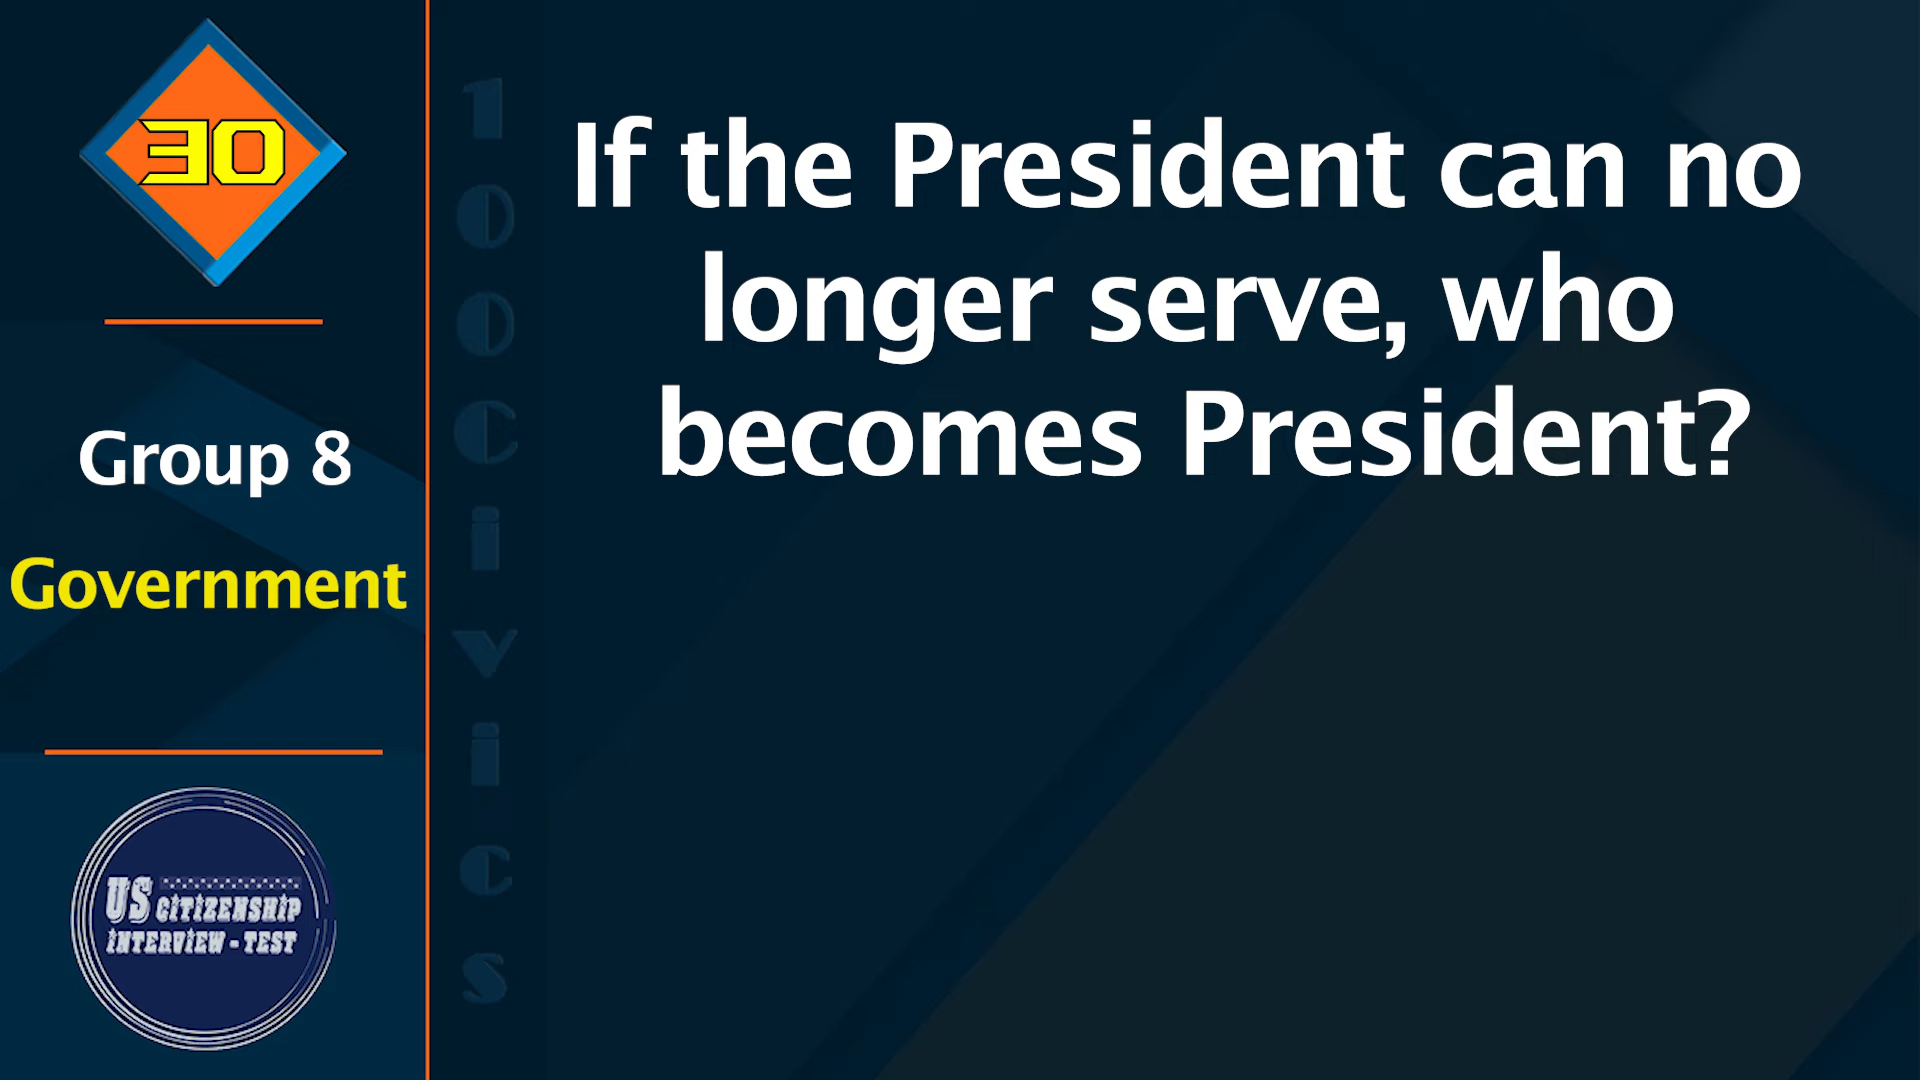 30
Group 8
Government
US CITIZENSHIP
INTERVIEW - TEST
100 Civics
If the President can no
longer serve, who
becomes President?